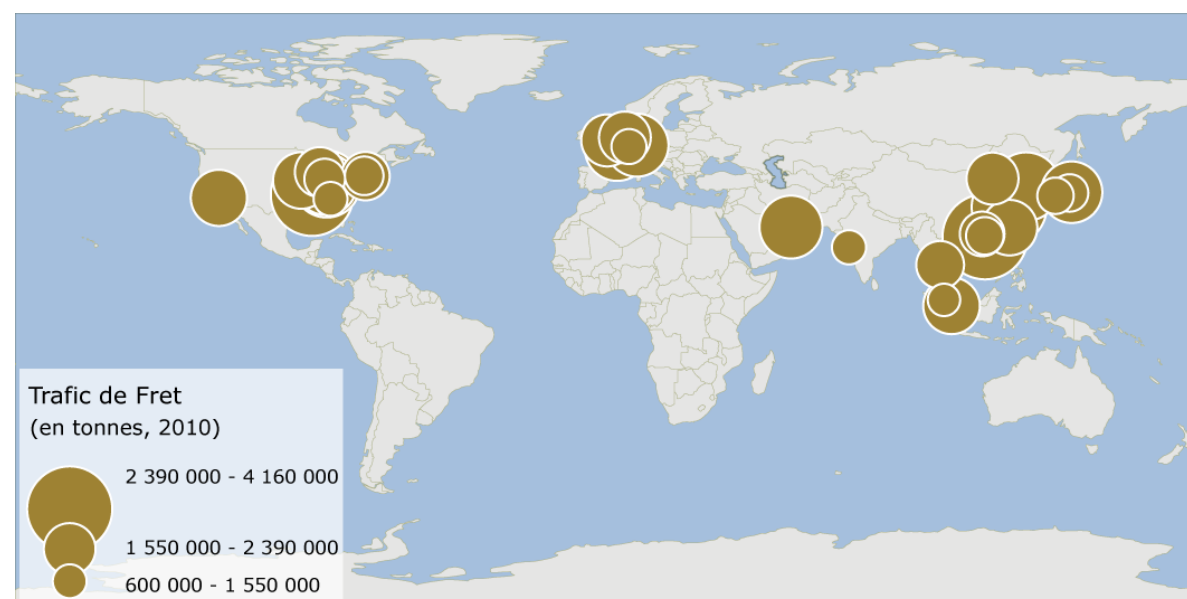 Trafic de Fret
(en tonnes, 2010)
2 390 000 - 4 160 000
1 550 000 - 2 390 000
600 000 - 1 550 000